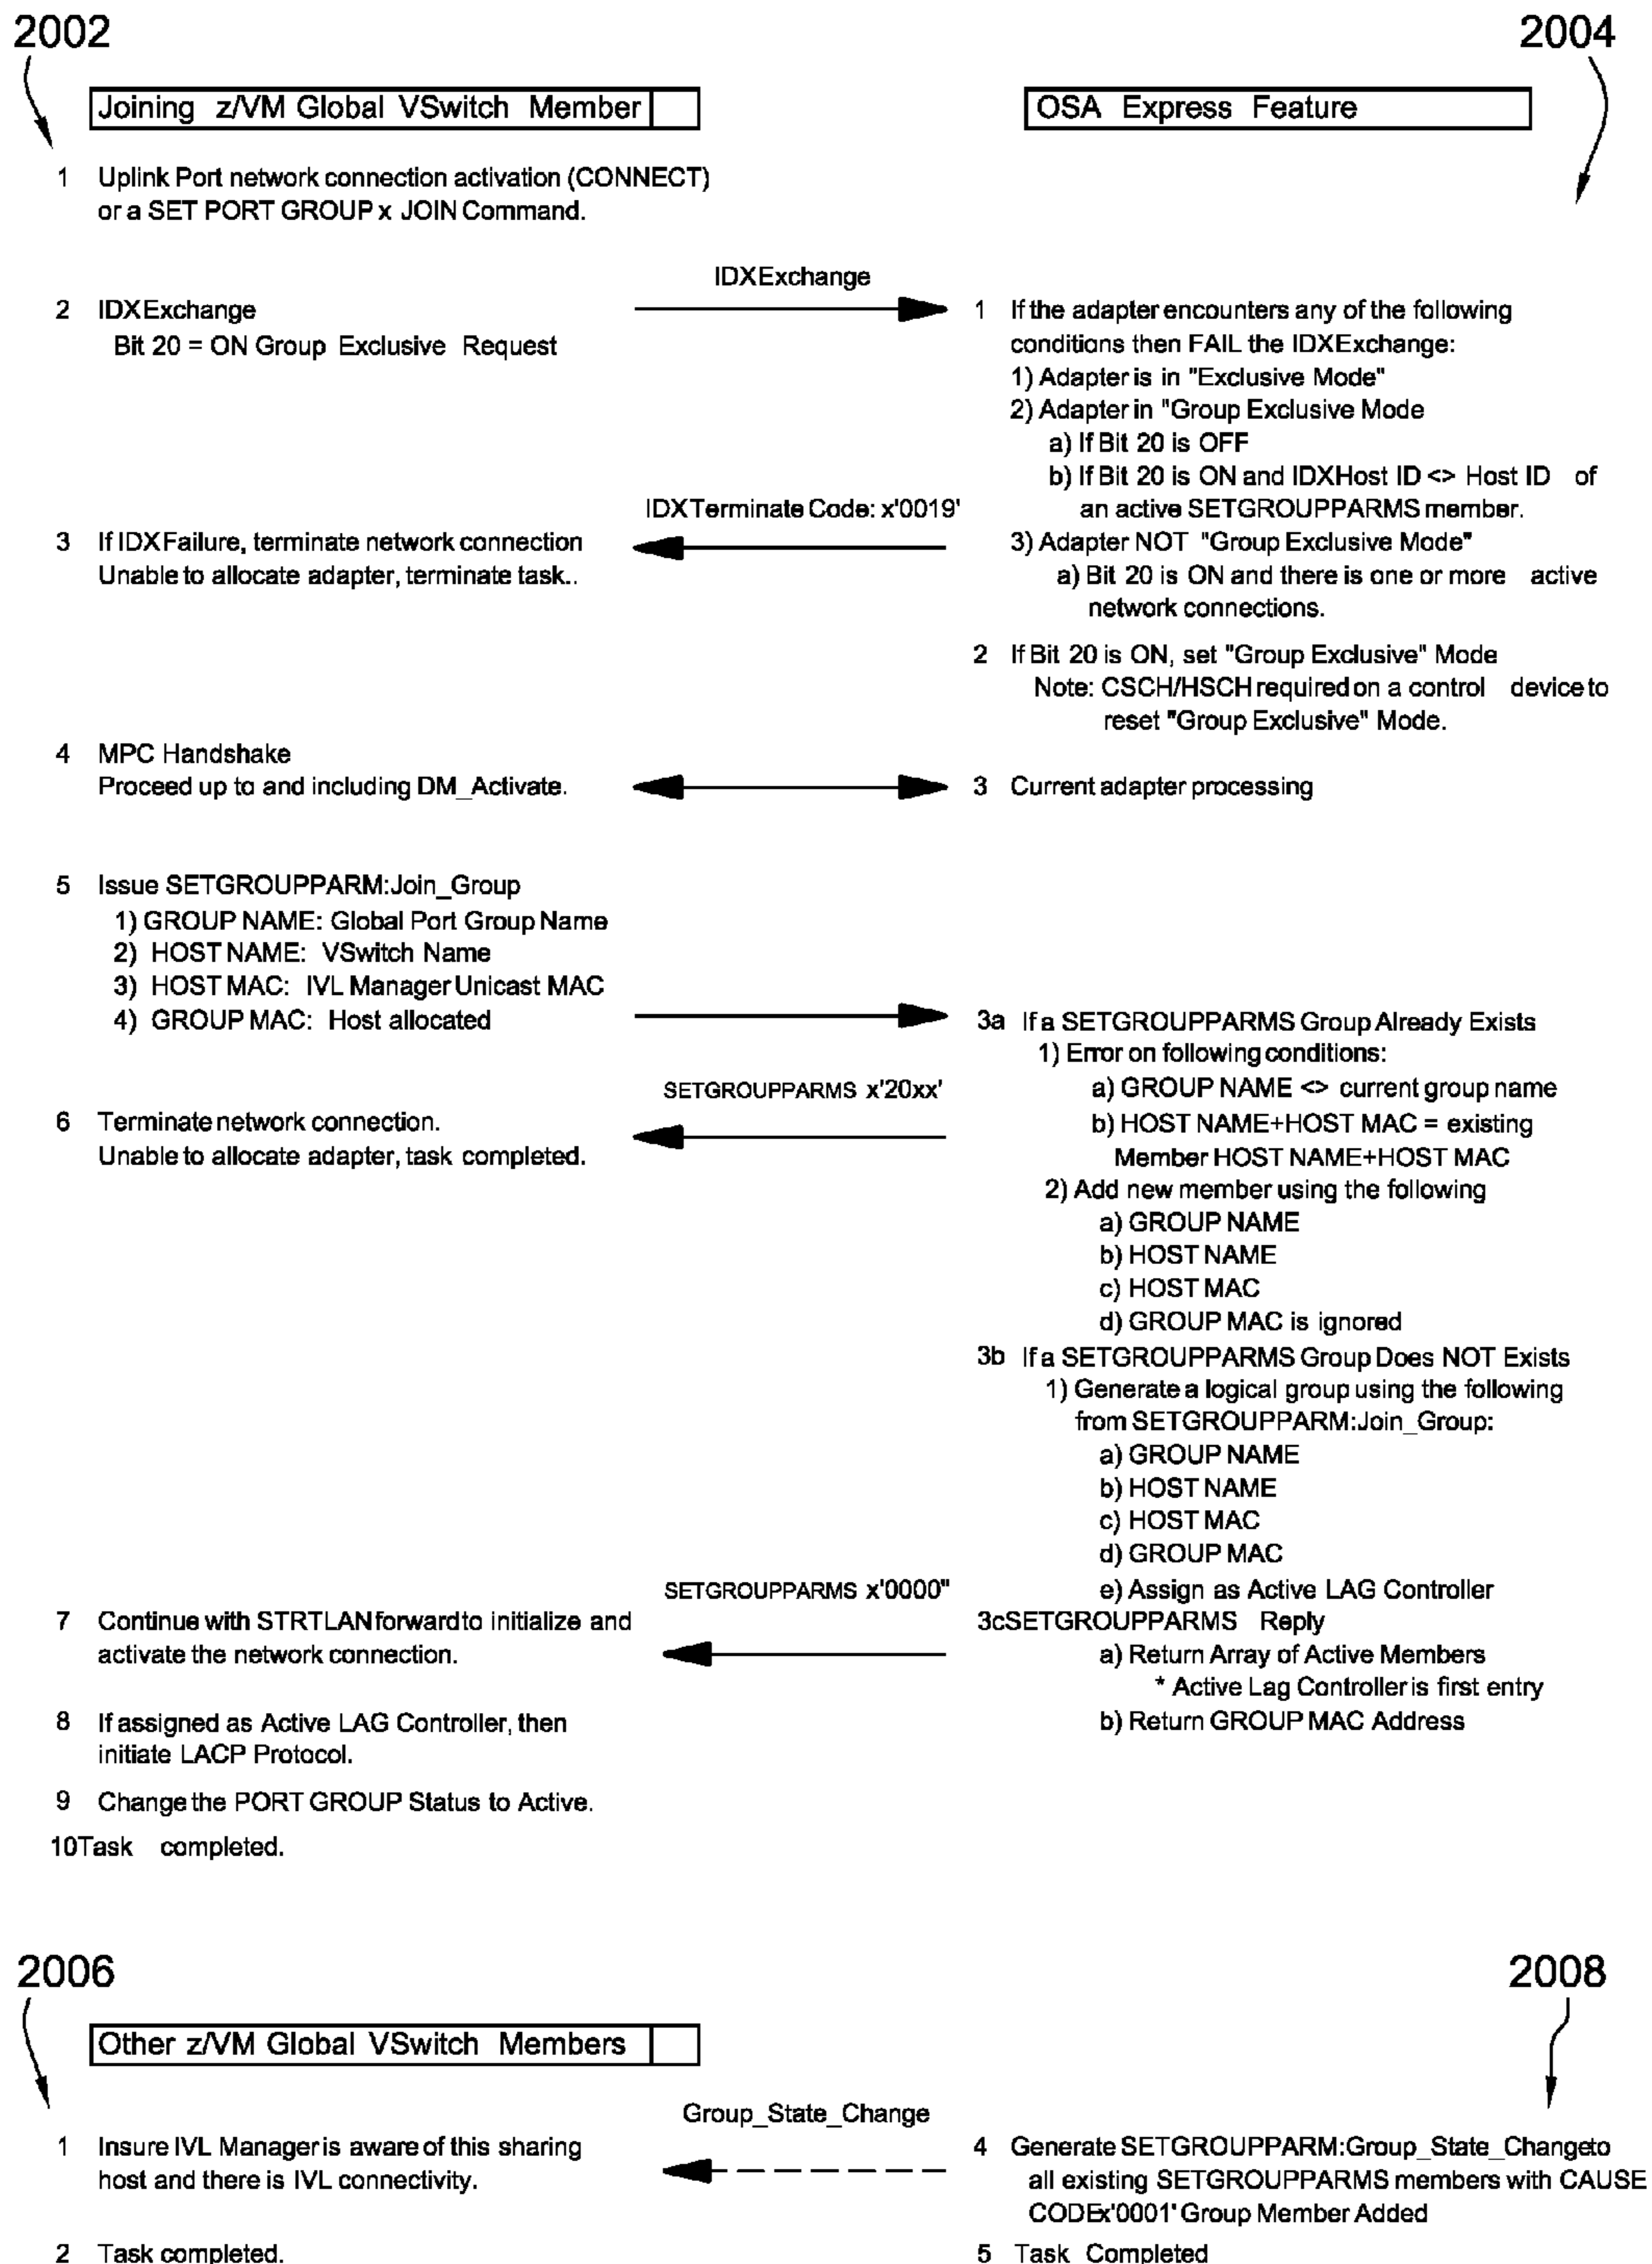 2002
2004
Joining z/VM Global VSwitch Member
OSA Express Feature
1 Uplink Port network connection activation (CONNECT)
or a SET PORT GROUP x JOIN Command.
IDXExchange
2 IDXExchange
Bit 20 = ON Group Exclusive Request
1 If the adapter encounters any of the following
conditions then FAIL the IDXExchange:
1) Adapter is in "Exclusive Mode"
2) Adapter in "Group Exclusive Mode
a) If Bit 20 is OFF
b) If Bit 20 is ON and IDXHost ID <> Host ID of
an active SETGROUPPARMS member.
IDXTerminate Code: x'0019'
3 If IDXFailure, terminate network connection
Unable to allocate adapter, terminate task..
3) Adapter NOT "Group Exclusive Mode"
a) Bit 20 is ON and there is one or more active
network connections.
2 If Bit 20 is ON, set "Group Exclusive" Mode
Note: CSCH/HSCH required on a control device to
reset "Group Exclusive" Mode.
4 MPC Handshake
Proceed up to and including DM_Activate.
3 Current adapter processing
5 Issue SETGROUPPARM:Join_Group
1) GROUP NAME: Global Port Group Name
2) HOST NAME: VSwitch Name
3) HOST MAC: IVL Manager Unicast MAC
4) GROUP MAC: Host allocated
3a If a SETGROUPPARMS Group Already Exists
1) Error on following conditions:
a) GROUP NAME <> current group name
b) HOST NAME+HOST MAC = existing
Member HOST NAME+HOST MAC
SETGROUPPARMS x'20xx'
6 Terminate network connection.
Unable to allocate adapter, task completed.
2) Add new member using the following
a) GROUP NAME
b) HOST NAME
c) HOST MAC
d) GROUP MAC is ignored
3b If a SETGROUPPARMS Group Does NOT Exists
1) Generate a logical group using the following
from SETGROUPPARM:Join_Group:
a) GROUP NAME
b) HOST NAME
c) HOST MAC
d) GROUP MAC
e) Assign as Active LAG Controller
SETGROUPPARMS x'0000"
7 Continue with STRTLAN forward to initialize and
activate the network connection.
3cSETGROUPPARMS Reply
a) Return Array of Active Members
* Active Lag Controller is first entry
b) Return GROUP MAC Address
8 If assigned as Active LAG Controller, then
initiate LACP Protocol.
9 Change the PORT GROUP Status to Active.
10Task completed.
2006
2008
Other z/VM Global VSwitch Members
Group_State_Change
1 Insure IVL Manager is aware of this sharing
host and there is IVL connectivity.
4 Generate SETGROUPPARM:Group_State_Changeto
all existing SETGROUPPARMS members with CAUSE
CODEx'0001' Group Member Added
2 Task completed.
5 Task Completed